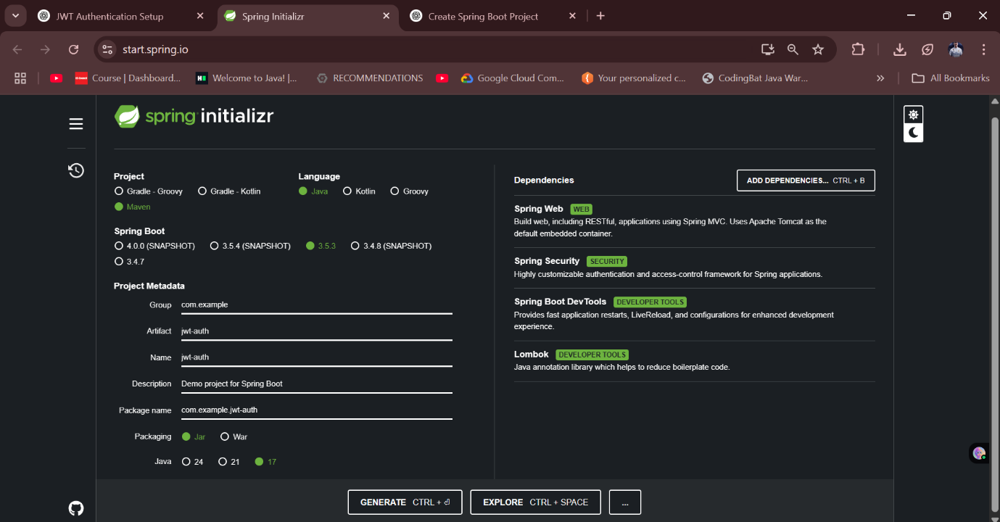 JWT Authentication Setup
Spring Initializr
Create Spring Boot Project
start.spring.io
Course | Dashboard...
Welcome to Java! |...
RECOMMENDATIONS
Google Cloud Com...
Your personalized c...
CodingBat Java War...
»
All Bookmarks
spring initializr
Project
Gradle - Groovy
Gradle - Kotlin
Maven
Language
Java
Kotlin
Groovy
Spring Boot
4.0.0 (SNAPSHOT)
3.5.4 (SNAPSHOT)
3.5.3
3.4.8 (SNAPSHOT)
3.4.7
Project Metadata
Group com.example
Artifact jwt-auth
Name jwt-auth
Description Demo project for Spring Boot
Package name com.example.jwt-auth
Packaging Jar War
Java 24 21 17
Dependencies
ADD DEPENDENCIES... CTRL + B
Spring Web WEB
Build web, including RESTful, applications using Spring MVC. Uses Apache Tomcat as the
default embedded container.
Spring Security SECURITY
Highly customizable authentication and access-control framework for Spring applications.
Spring Boot DevTools DEVELOPER TOOLS
Provides fast application restarts, LiveReload, and configurations for enhanced development
experience.
Lombok DEVELOPER TOOLS
Java annotation library which helps to reduce boilerplate code.
GENERATE CTRL + ⏎
EXPLORE CTRL + SPACE
...